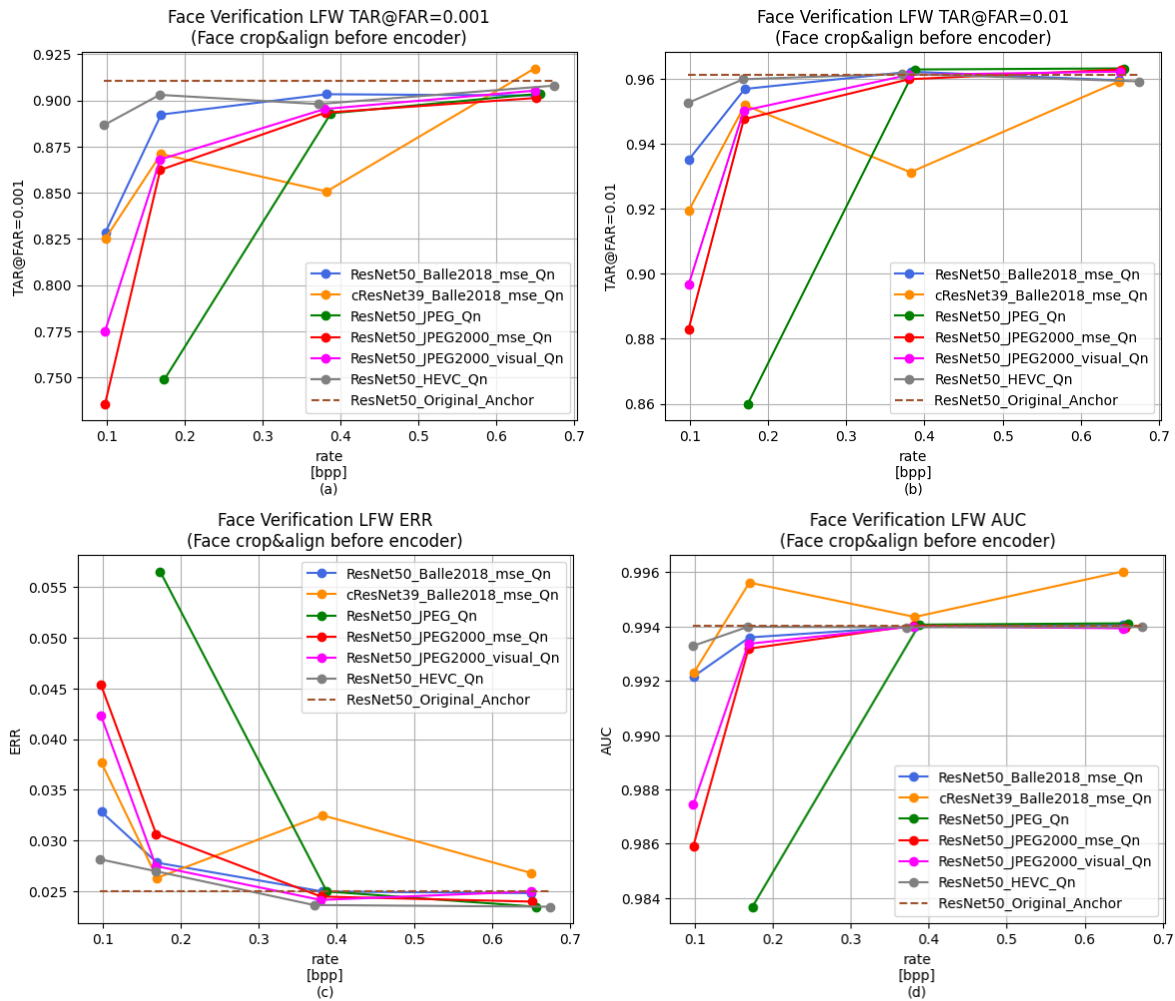 Face Verification LFW TAR@FAR=0.001
(Face crop&align before encoder)
TAR@FAR=0.001
0.925
0.900
0.875
0.850
0.825
0.800
0.775
0.750
ResNet50_Balle2018_mse_Qn
cResNet39_Balle2018_mse_Qn
ResNet50_JPEG_Qn
ResNet50_JPEG2000_mse_Qn
ResNet50_JPEG2000_visual_Qn
ResNet50_HEVC_Qn
ResNet50_Original_Anchor
0.1 0.2 0.3 0.4 0.5 0.6 0.7
rate
[bpp]
(a)
Face Verification LFW TAR@FAR=0.01
(Face crop&align before encoder)
TAR@FAR=0.01
0.96
0.94
0.92
0.90
0.88
0.86
ResNet50_Balle2018_mse_Qn
cResNet39_Balle2018_mse_Qn
ResNet50_JPEG_Qn
ResNet50_JPEG2000_mse_Qn
ResNet50_JPEG2000_visual_Qn
ResNet50_HEVC_Qn
ResNet50_Original_Anchor
0.1 0.2 0.3 0.4 0.5 0.6 0.7
rate
[bpp]
(b)
Face Verification LFW ERR
(Face crop&align before encoder)
ERR
0.055
0.050
0.045
0.040
0.035
0.030
0.025
ResNet50_Balle2018_mse_Qn
cResNet39_Balle2018_mse_Qn
ResNet50_JPEG_Qn
ResNet50_JPEG2000_mse_Qn
ResNet50_JPEG2000_visual_Qn
ResNet50_HEVC_Qn
ResNet50_Original_Anchor
0.1 0.2 0.3 0.4 0.5 0.6 0.7
rate
[bpp]
(c)
Face Verification LFW AUC
(Face crop&align before encoder)
AUC
0.996
0.994
0.992
0.990
0.988
0.986
0.984
ResNet50_Balle2018_mse_Qn
cResNet39_Balle2018_mse_Qn
ResNet50_JPEG_Qn
ResNet50_JPEG2000_mse_Qn
ResNet50_JPEG2000_visual_Qn
ResNet50_HEVC_Qn
ResNet50_Original_Anchor
0.1 0.2 0.3 0.4 0.5 0.6 0.7
rate
[bpp]
(d)